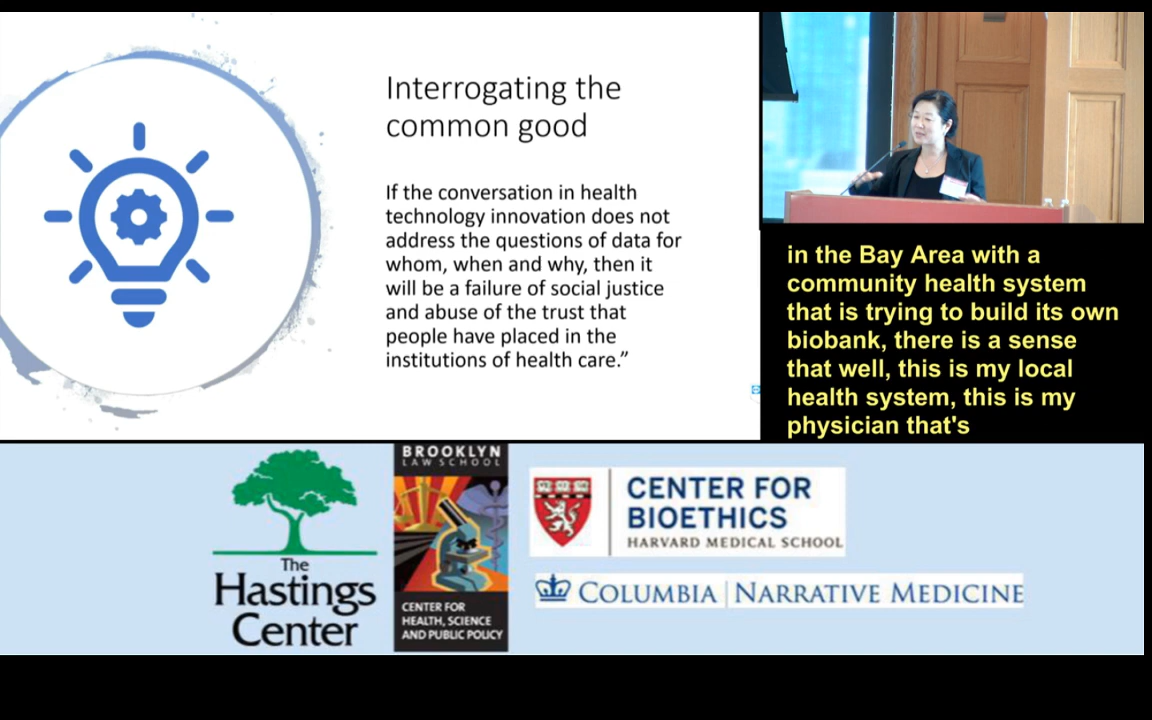 Interrogating the
common good
If the conversation in health
technology innovation does not
address the questions of data for
whom, when and why, then it
will be a failure of social justice
and abuse of the trust that
people have placed in the
institutions of health care.”
in the Bay Area with a
community health system
that is trying to build its own
biobank, there is a sense
that well, this is my local
health system, this is my
physician that's
The
Hastings
Center
BROOKLYN
LAW SCHOOL
CENTER FOR
HEALTH, SCIENCE
AND PUBLIC POLICY
CENTER FOR
BIOETHICS
HARVARD MEDICAL SCHOOL
COLUMBIA | NARRATIVE MEDICINE